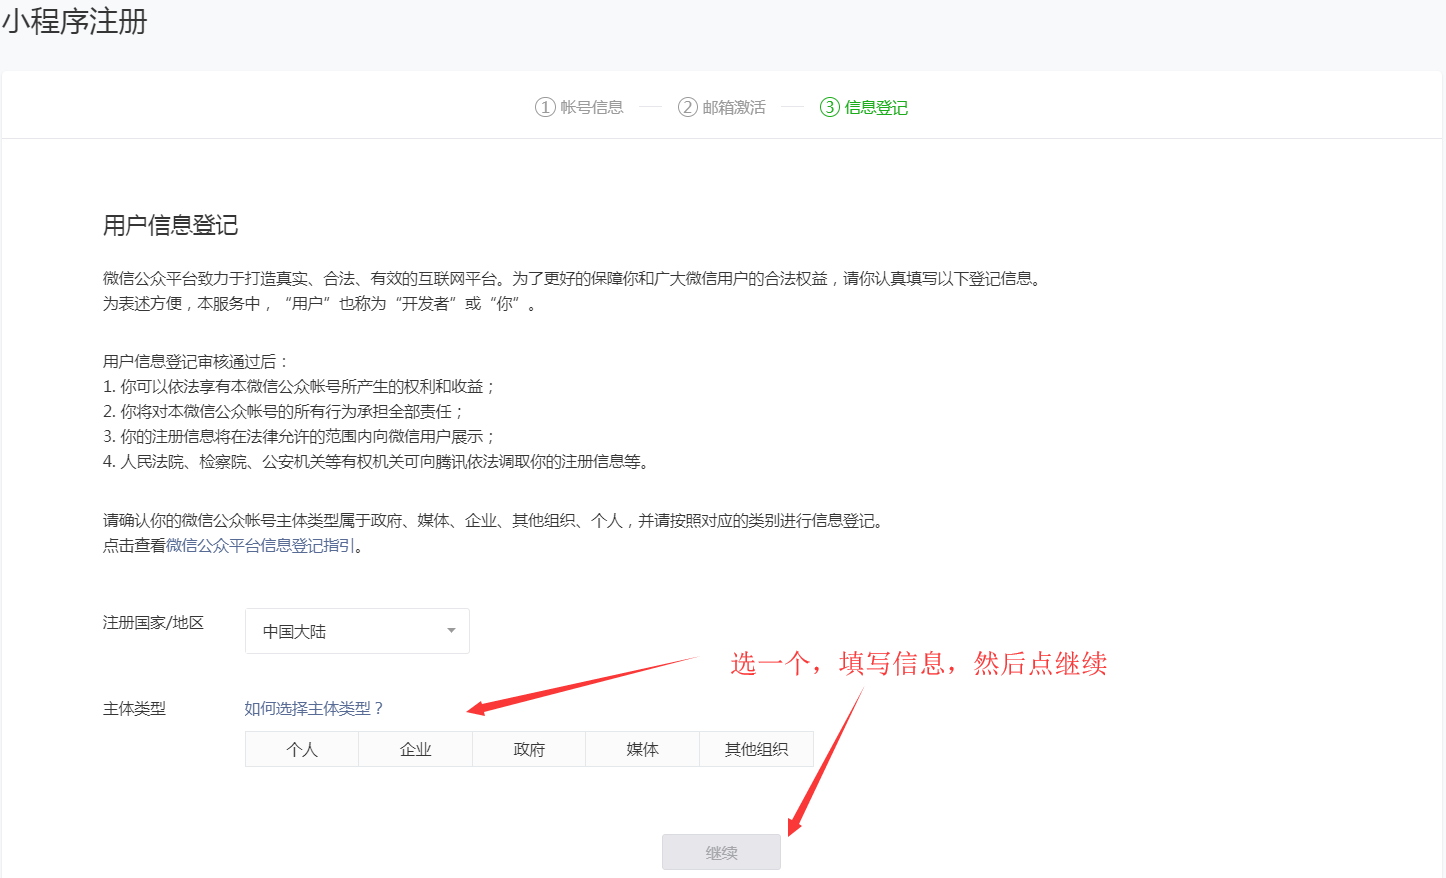 小程序注册
① 帐号信息 ② 邮箱激活 ③ 信息登记
用户信息登记
微信公众平台致力于打造真实、合法、有效的互联网平台。为了更好的保障你和广大微信用户的合法权益，请你认真填写以下登记信息。
为表述方便，本服务中，“用户”也称为“开发者”或“你”。
用户信息登记审核通过后：
1. 你可以依法享有本微信公众帐号所产生的权利和收益；
2. 你将对本微信公众帐号的所有行为承担全部责任；
3. 你的注册信息将在法律允许的范围内向微信用户展示；
4. 人民法院、检察院、公安机关等有权机关可向腾讯依法调取你的注册信息等。
请确认你的微信公众帐号主体类型属于政府、媒体、企业、其他组织、个人，并请按照对应的类别进行信息登记。
点击查看微信公众平台信息登记指引。
注册国家/地区 中国大陆
选一个，填写信息，然后点继续
主体类型 如何选择主体类型？
个人 企业 政府 媒体 其他组织
继续